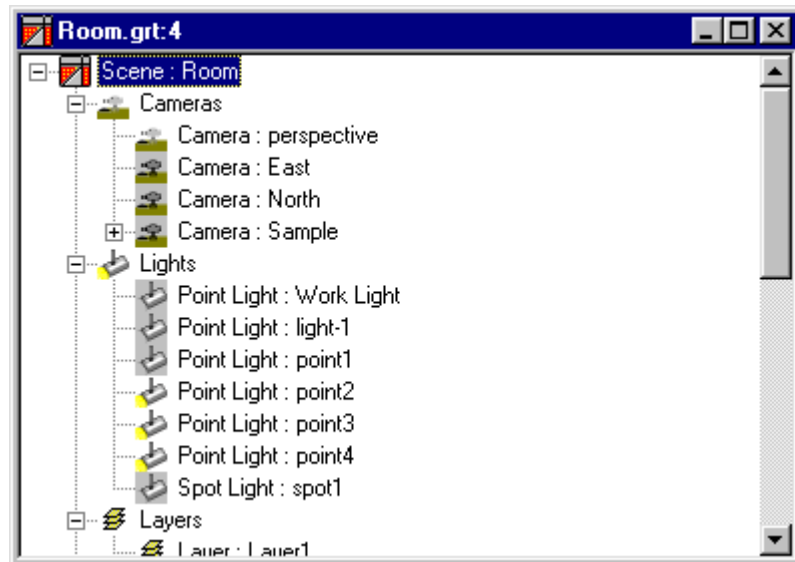 Room.grt:4
Scene : Room
Cameras
Camera : perspective
Camera : East
Camera : North
Camera : Sample
Lights
Point Light : Work Light
Point Light : light-1
Point Light : point1
Point Light : point2
Point Light : point3
Point Light : point4
Spot Light : spot1
Layers
Layer : Layer1